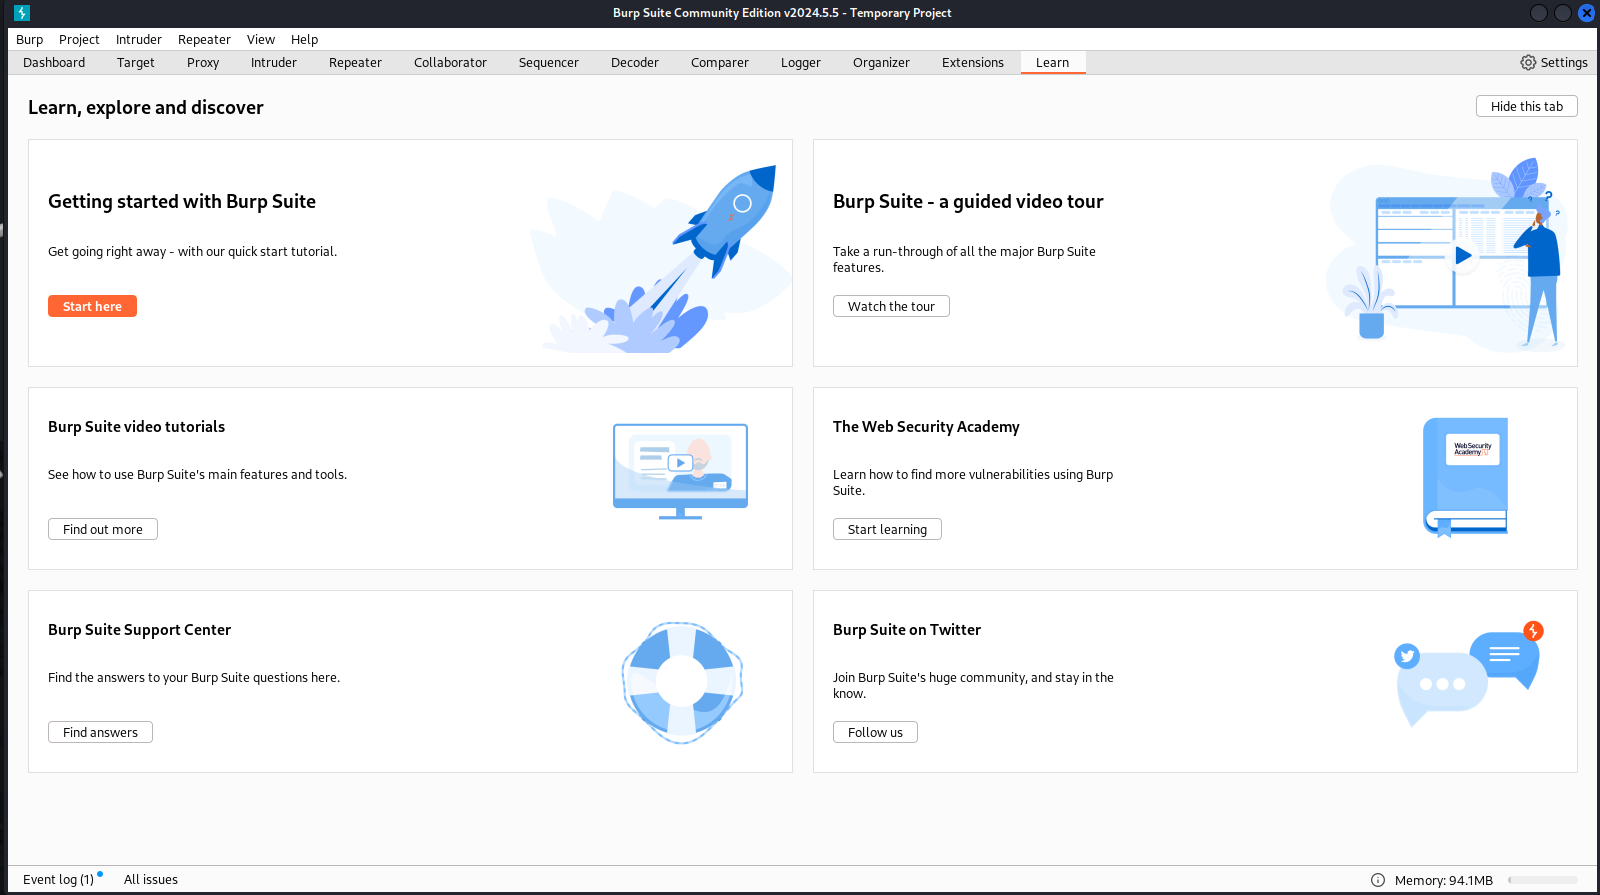 Burp Suite Community Edition v2024.5.5 - Temporary Project
Burp Project Intruder Repeater View Help
Dashboard Target Proxy Intruder Repeater Collaborator Sequencer Decoder Comparer Logger Organizer Extensions Learn Settings
Learn, explore and discover
Hide this tab
Getting started with Burp Suite
Get going right away - with our quick start tutorial.
Start here
Burp Suite - a guided video tour
Take a run-through of all the major Burp Suite
features.
Watch the tour
Burp Suite video tutorials
See how to use Burp Suite's main features and tools.
Find out more
The Web Security Academy
Learn how to find more vulnerabilities using Burp
Suite.
Start learning
WebSecurity
Academy
Burp Suite Support Center
Find the answers to your Burp Suite questions here.
Find answers
Burp Suite on Twitter
Join Burp Suite's huge community, and stay in the
know.
Follow us
Event log (1) All issues
Memory: 94.1MB